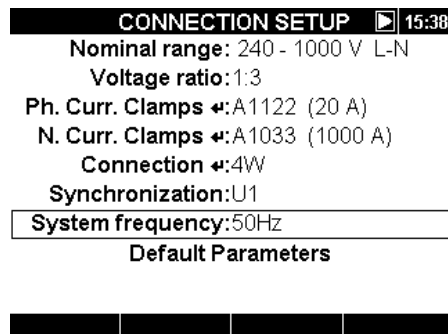 CONNECTION SETUP 15:38
Nominal range: 240 - 1000 V L-N
Voltage ratio:1:3
Ph. Curr. Clamps ↵:A1122 (20 A)
N. Curr. Clamps ↵:A1033 (1000 A)
Connection ↵:4W
Synchronization:U1
System frequency:50Hz
Default Parameters